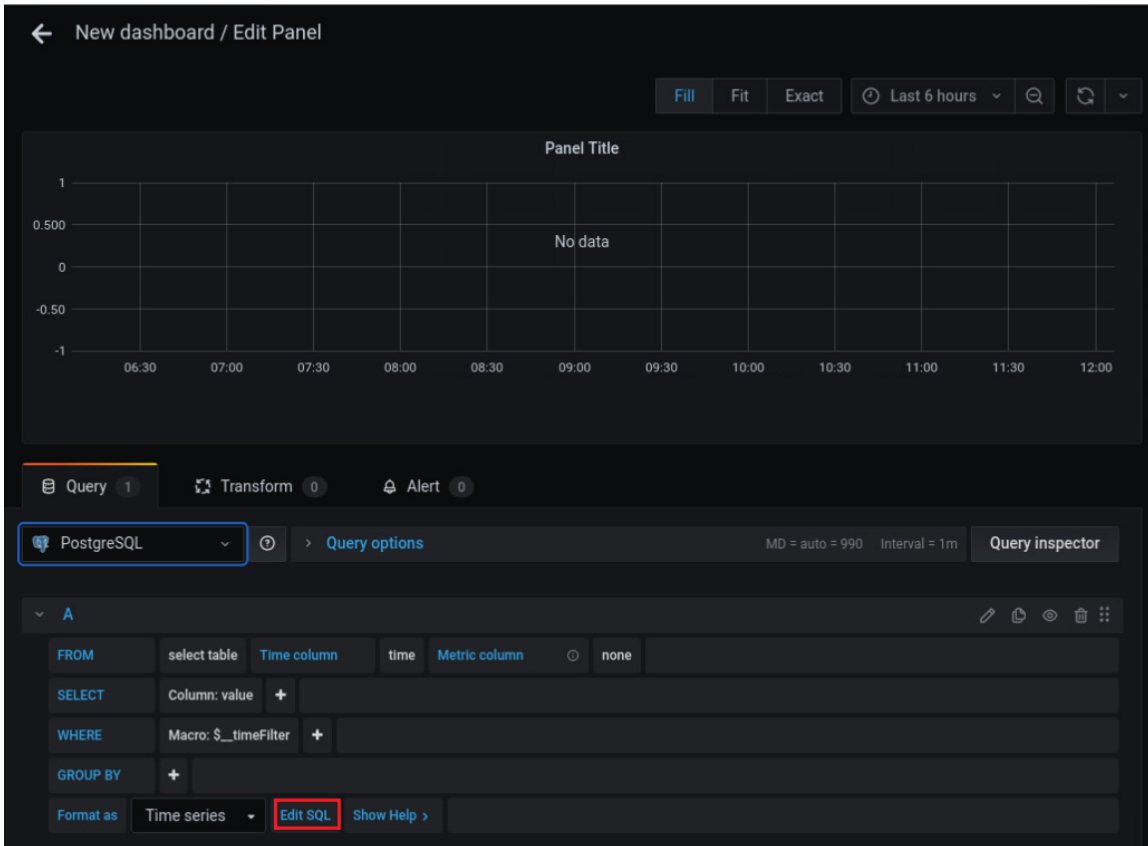 New dashboard / Edit Panel
Fill Fit Exact Last 6 hours
Panel Title
1
0.500
No data
0
-0.50
-1
06:30 07:00 07:30 08:00 08:30 09:00 09:30 10:00 10:30 11:00 11:30 12:00
Query 1 Transform 0 Alert 0
PostgreSQL Query options MD = auto = 990 Interval = 1m Query inspector
A
FROM select table Time column time Metric column none
SELECT Column: value +
WHERE Macro: $__timeFilter +
GROUP BY +
Format as Time series Edit SQL Show Help >